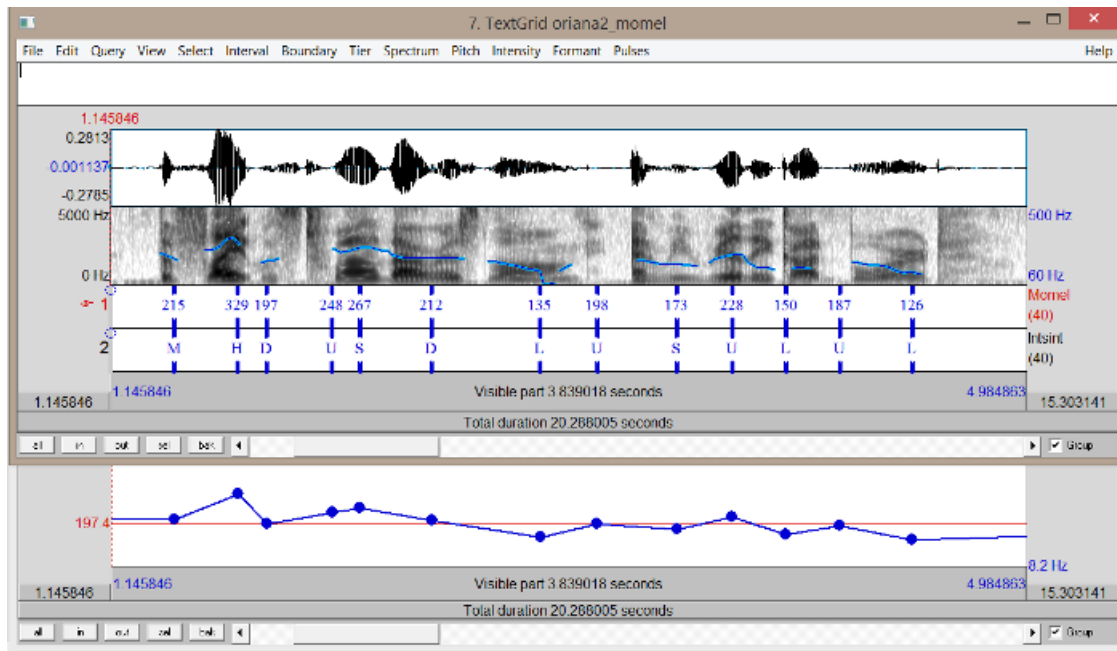 7. TextGrid oriana2_momel
File Edit Query View Select Interval Boundary Tier Spectrum Pitch Intensity Formant Pulses Help
1.145846
0.2813
-0.001137
-0.2785
5000 Hz 500 Hz
0 Hz 60 Hz
1 215 329 197 248 267 212 135 198 173 228 150 187 126 Momel
(40)
2 M H D U S D L U S U L U L Intsint
(40)
1.145846 1.145846 Visible part 3.839018 seconds 4.984863 15.303141
Total duration 20.288005 seconds
all in out sel bak Group
197.4
8.2 Hz
1.145846 1.145846 Visible part 3.839018 seconds 4.984863 15.303141
Total duration 20.288005 seconds
all in out sel bak Group